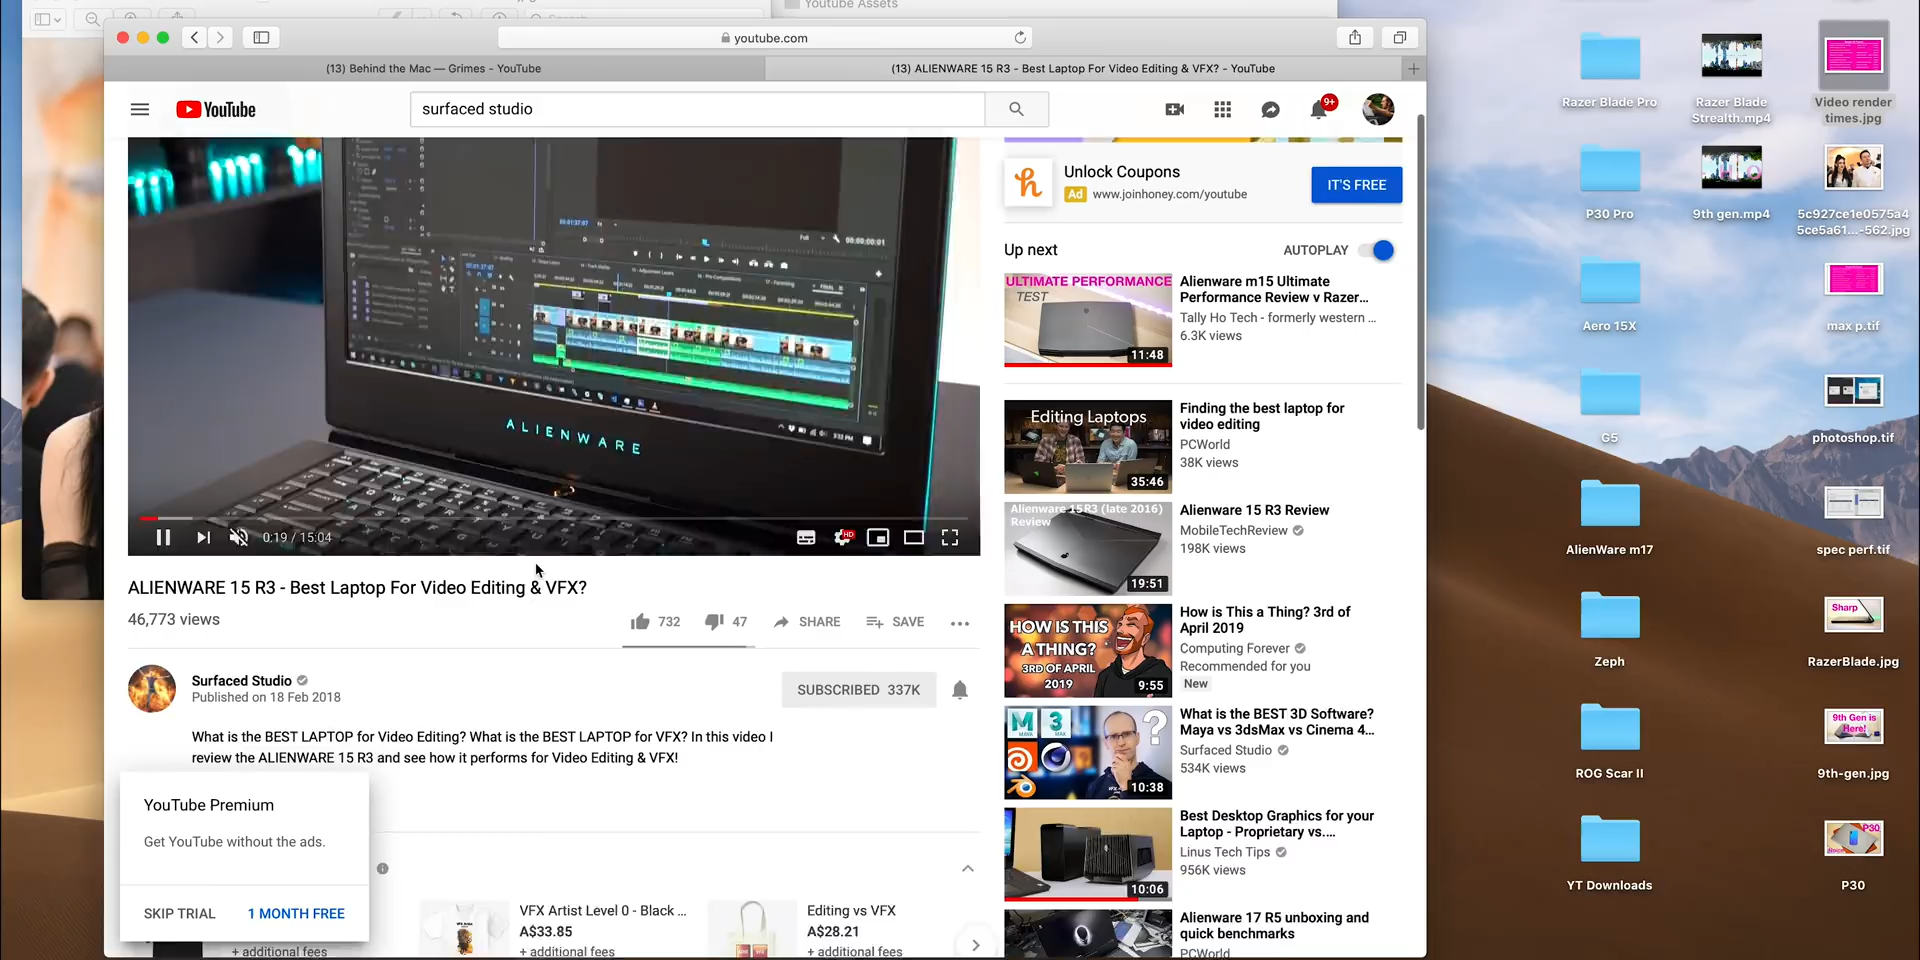 Youtube Assets
youtube.com
(13) Behind the Mac — Grimes - YouTube
(13) ALIENWARE 15 R3 - Best Laptop For Video Editing & VFX? - YouTube
YouTube
surfaced studio
9+
ALIENWARE
0:19 / 15:04
HD
ALIENWARE 15 R3 - Best Laptop For Video Editing & VFX?
46,773 views
732
47
SHARE
SAVE
Surfaced Studio
Published on 18 Feb 2018
SUBSCRIBED 337K
What is the BEST LAPTOP for Video Editing? What is the BEST LAPTOP for VFX? In this video I
review the ALIENWARE 15 R3 and see how it performs for Video Editing & VFX!
YouTube Premium
Get YouTube without the ads.
SKIP TRIAL
1 MONTH FREE
+ additional fees
VFX Artist Level 0 - Black ...
A$33.85
+ additional fees
Editing vs VFX
A$28.21
+ additional fees
Unlock Coupons
Ad www.joinhoney.com/youtube
IT'S FREE
Up next
AUTOPLAY
ULTIMATE PERFORMANCE
TEST
11:48
Alienware m15 Ultimate
Performance Review v Razer...
Tally Ho Tech - formerly western ...
6.3K views
Editing Laptops
35:46
Finding the best laptop for
video editing
PCWorld
38K views
Alienware 15 R3 (late 2016)
Review
19:51
Alienware 15 R3 Review
MobileTechReview
198K views
HOW IS THIS
A THING?
3RD OF APRIL
2019
9:55
How is This a Thing? 3rd of
April 2019
Computing Forever
Recommended for you
New
M
3
MAX
?
10:38
What is the BEST 3D Software?
Maya vs 3dsMax vs Cinema 4...
Surfaced Studio
534K views
10:06
Best Desktop Graphics for your
Laptop - Proprietary vs....
Linus Tech Tips
956K views
Alienware 17 R5 unboxing and
quick benchmarks
PCWorld
Razer Blade Pro
Razer Blade
Strealth.mp4
Video render
times.jpg
P30 Pro
9th gen.mp4
5c927ce1e0575a4
5ce5a61...-562.jpg
Aero 15X
max p.tif
G5
photoshop.tif
AlienWare m17
spec perf.tif
Zeph
Sharp
RazerBlade.jpg
ROG Scar II
9th Gen is
Here!
9th-gen.jpg
YT Downloads
P30
P30